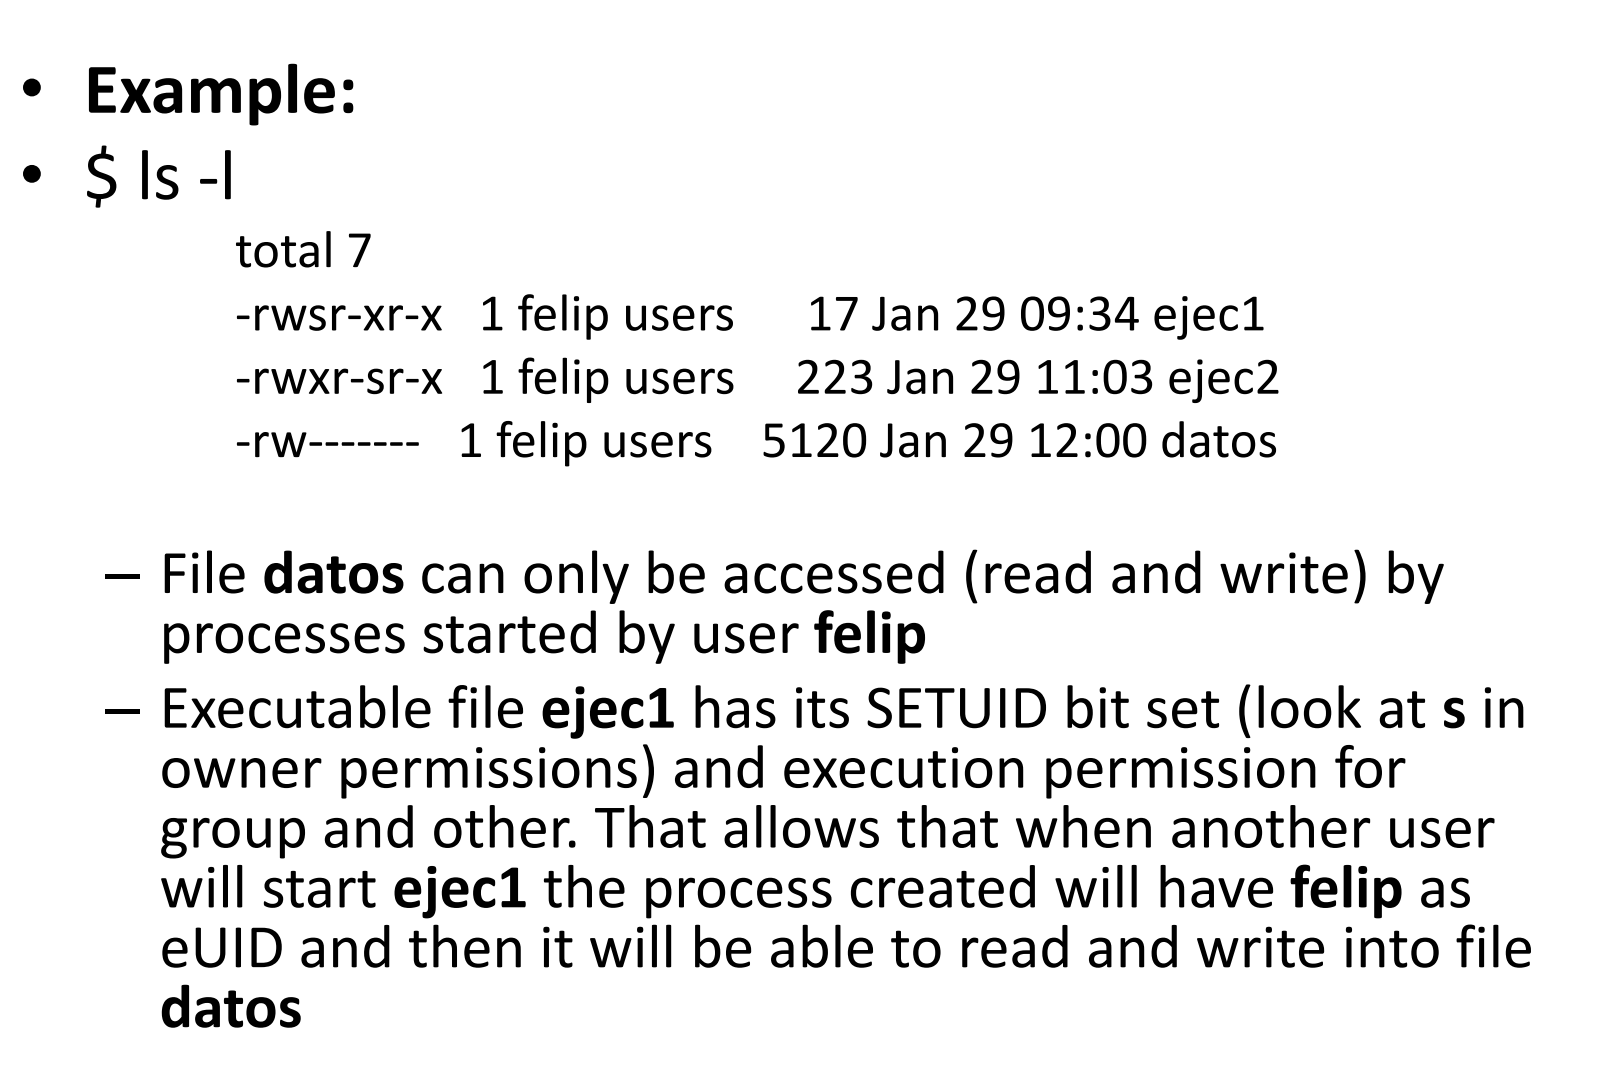 • Example:
• $ ls -l
total 7
-rwsr-xr-x 1 felip users 17 Jan 29 09:34 ejec1
-rwxr-sr-x 1 felip users 223 Jan 29 11:03 ejec2
-rw------- 1 felip users 5120 Jan 29 12:00 datos
– File datos can only be accessed (read and write) by
processes started by user felip
– Executable file ejec1 has its SETUID bit set (look at s in
owner permissions) and execution permission for
group and other. That allows that when another user
will start ejec1 the process created will have felip as
eUID and then it will be able to read and write into file
datos